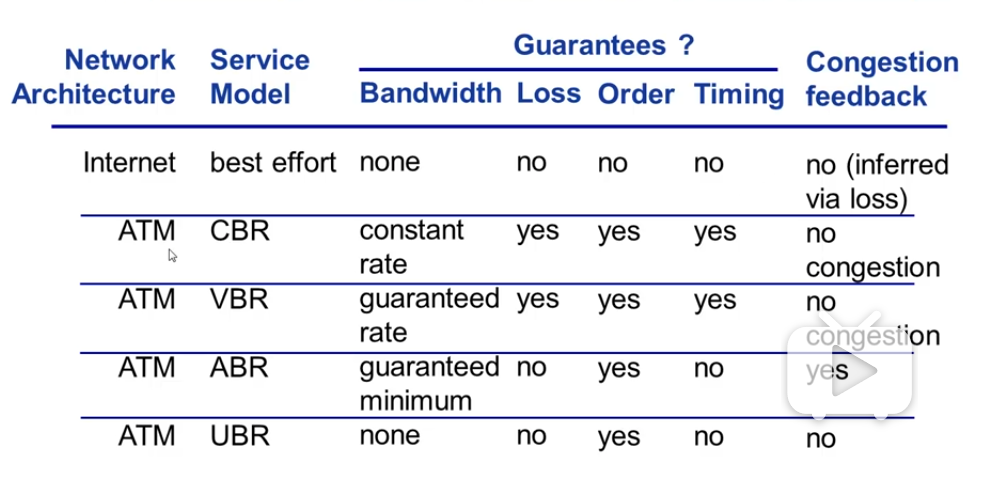 Guarantees ?
Network Service Congestion
Architecture Model Bandwidth Loss Order Timing feedback
Internet best effort none no no no no (inferred
via loss)
ATM CBR constant yes yes yes no
rate congestion
ATM VBR guaranteed yes yes yes no
rate congestion
ATM ABR guaranteed no yes no yes
minimum
ATM UBR none no yes no no